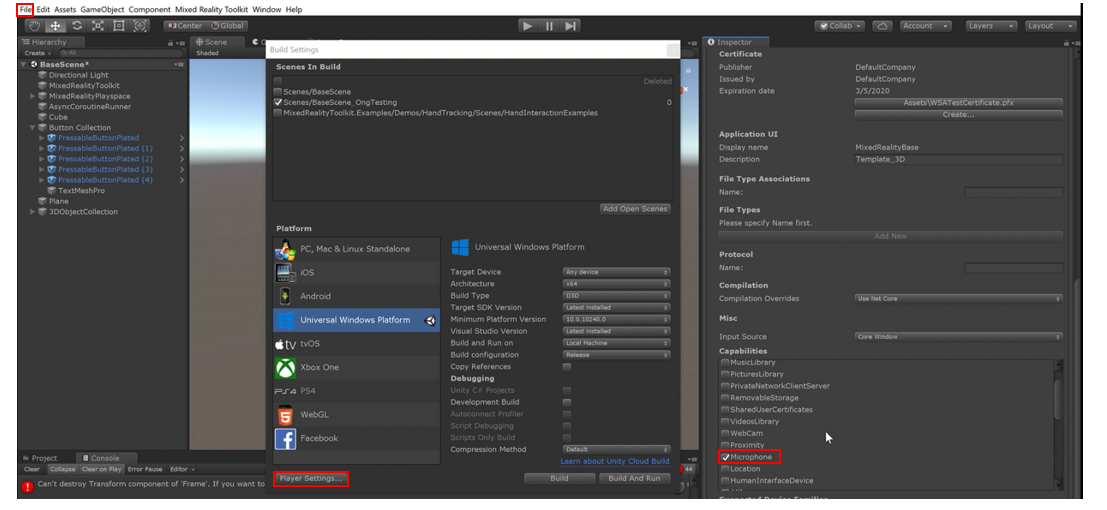 File Edit Assets GameObject Component Mixed Reality Toolkit Window Help
Center Global
Collab
Account
Layers
Layout
Hierarchy
Create
All
BaseScene*
Directional Light
MixedRealityToolkit
MixedRealityPlayspace
AsyncCoroutineRunner
Cube
Button Collection
PressableButtonPlated
PressableButtonPlated (1)
PressableButtonPlated (2)
PressableButtonPlated (3)
PressableButtonPlated (4)
TextMeshPro
Plane
3DObjectCollection
Scene
Shaded
Build Settings
Scenes In Build
Deleted
Scenes/BaseScene
Scenes/BaseScene_OngTesting 0
MixedRealityToolkit.Examples/Demos/HandTracking/Scenes/HandInteractionExamples
Add Open Scenes
Platform
PC, Mac & Linux Standalone
iOS
Android
Universal Windows Platform
tv tvOS
Xbox One
PS4
WebGL
Facebook
Universal Windows Platform
Target Device Any device
Architecture x64
Build Type D3D
Target SDK Version Latest installed
Minimum Platform Version 10.0.10240.0
Visual Studio Version Latest installed
Build and Run on Local Machine
Build configuration Release
Copy References
Debugging
Unity C# Projects
Development Build
Autoconnect Profiler
Script Debugging
Scripts Only Build
Compression Method Default
Learn about Unity Cloud Build
Player Settings...
Build
Build And Run
Inspector
Certificate
Publisher DefaultCompany
Issued by DefaultCompany
Expiration date 3/5/2020
Assets\WSATestCertificate.pfx
Create...
Application UI
Display name MixedRealityBase
Description Template_3D
File Type Associations
Name:
File Types
Please specify Name first.
Add New
Protocol
Name:
Compilation
Compilation Overrides Use Net Core
Misc
Input Source Core Window
Capabilities
MusicLibrary
PicturesLibrary
PrivateNetworkClientServer
RemovableStorage
SharedUserCertificates
VideosLibrary
WebCam
Proximity
Microphone
Location
HumanInterfaceDevice
Supported Device Families
Project Console
Clear Collapse Clear on Play Error Pause Editor
44
Can't destroy Transform component of 'Frame'. If you want to